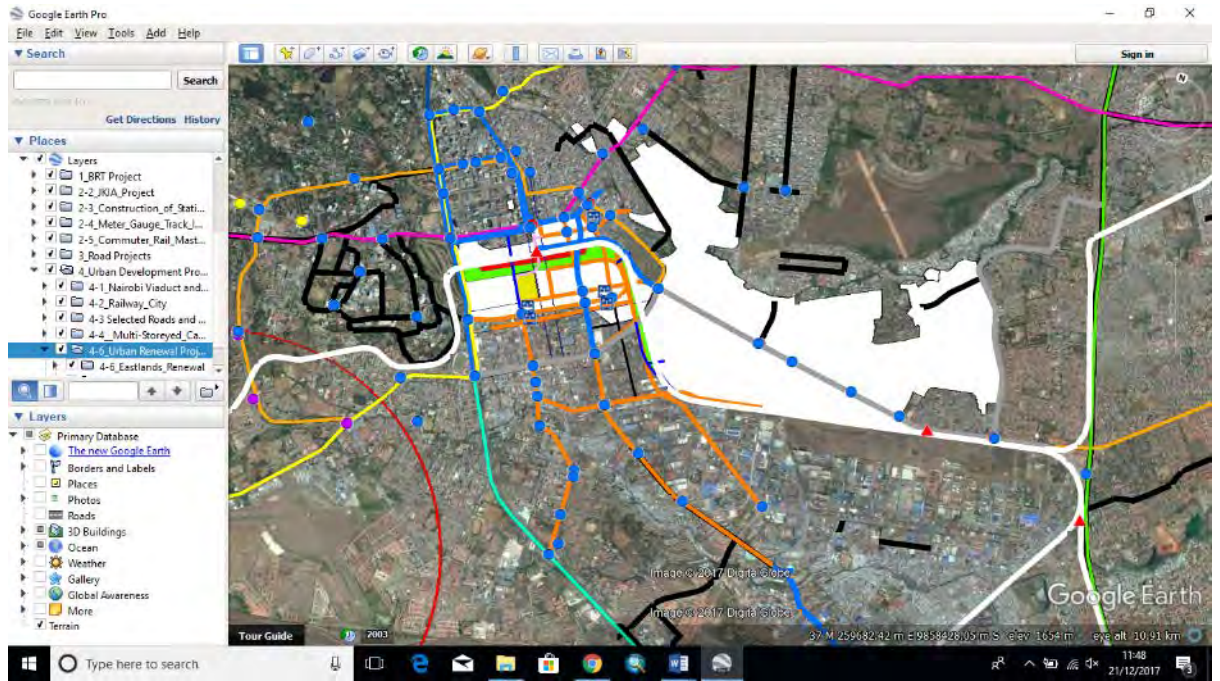 Google Earth Pro
File Edit View Tools Add Help
Search
Search
Get Directions History
Places
Layers
1_BRT Project
2-2_JKIA_Project
2-3_Construction_of_Stati...
2-4_Meter_Gauge_Track_I...
2-5_Commuter_Rail_Mast...
3_Road Projects
4_Urban Development Pro...
4-1_Nairobi Viaduct and...
4-2_Railway_City
4-3 Selected Roads and ...
4-4__Multi-Storeyed_Ca...
4-6_Urban Renewal Proj...
4-6_Eastlands_Renewal
Layers
Primary Database
The new Google Earth
Borders and Labels
Places
Photos
Roads
3D Buildings
Ocean
Weather
Gallery
Global Awareness
More
Terrain
Sign in
N
Image © 2017 DigitalGlobe
Image © 2017 DigitalGlobe
Google Earth
Tour Guide
2003
37 M 259682.42 m E 9858428.05 m S elev 1654 m eye alt 10.91 km
Type here to search
11:48
21/12/2017
3